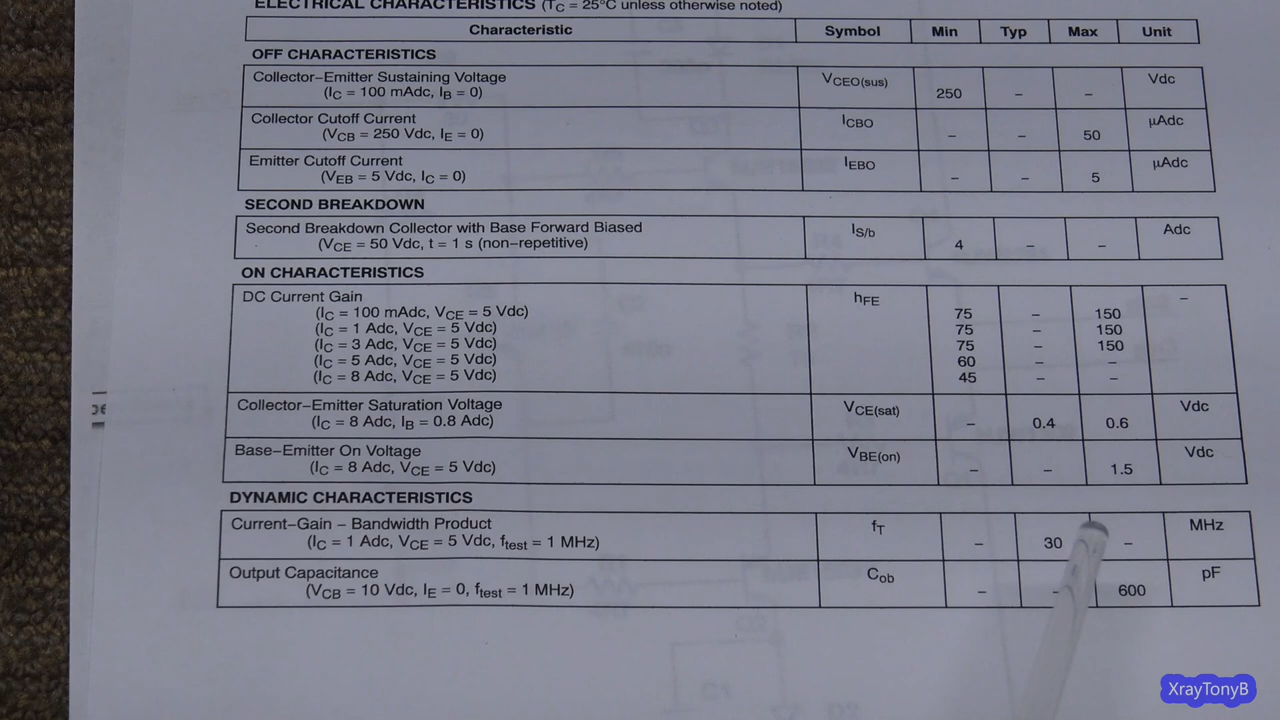 ELECTRICAL CHARACTERISTICS (TC = 25°C unless otherwise noted)
Characteristic Symbol Min Typ Max Unit
OFF CHARACTERISTICS
Collector–Emitter Sustaining Voltage VCEO(sus) Vdc
(IC = 100 mAdc, IB = 0) 250 – –
Collector Cutoff Current ICBO µAdc
(VCB = 250 Vdc, IE = 0) – – 50
Emitter Cutoff Current IEBO µAdc
(VEB = 5 Vdc, IC = 0) – – 5
SECOND BREAKDOWN
Second Breakdown Collector with Base Forward Biased IS/b Adc
(VCE = 50 Vdc, t = 1 s (non–repetitive) 4 – –
ON CHARACTERISTICS
DC Current Gain hFE –
(IC = 100 mAdc, VCE = 5 Vdc) 75 – 150
(IC = 1 Adc, VCE = 5 Vdc) 75 – 150
(IC = 3 Adc, VCE = 5 Vdc) 75 – 150
(IC = 5 Adc, VCE = 5 Vdc) 60 – –
(IC = 8 Adc, VCE = 5 Vdc) 45 – –
Collector–Emitter Saturation Voltage VCE(sat) Vdc
(IC = 8 Adc, IB = 0.8 Adc) – 0.4 0.6
Base–Emitter On Voltage VBE(on) Vdc
(IC = 8 Adc, VCE = 5 Vdc) – – 1.5
DYNAMIC CHARACTERISTICS
Current–Gain – Bandwidth Product fT MHz
(IC = 1 Adc, VCE = 5 Vdc, ftest = 1 MHz) – 30 –
Output Capacitance Cob pF
(VCB = 10 Vdc, IE = 0, ftest = 1 MHz) – – 600
XrayTonyB